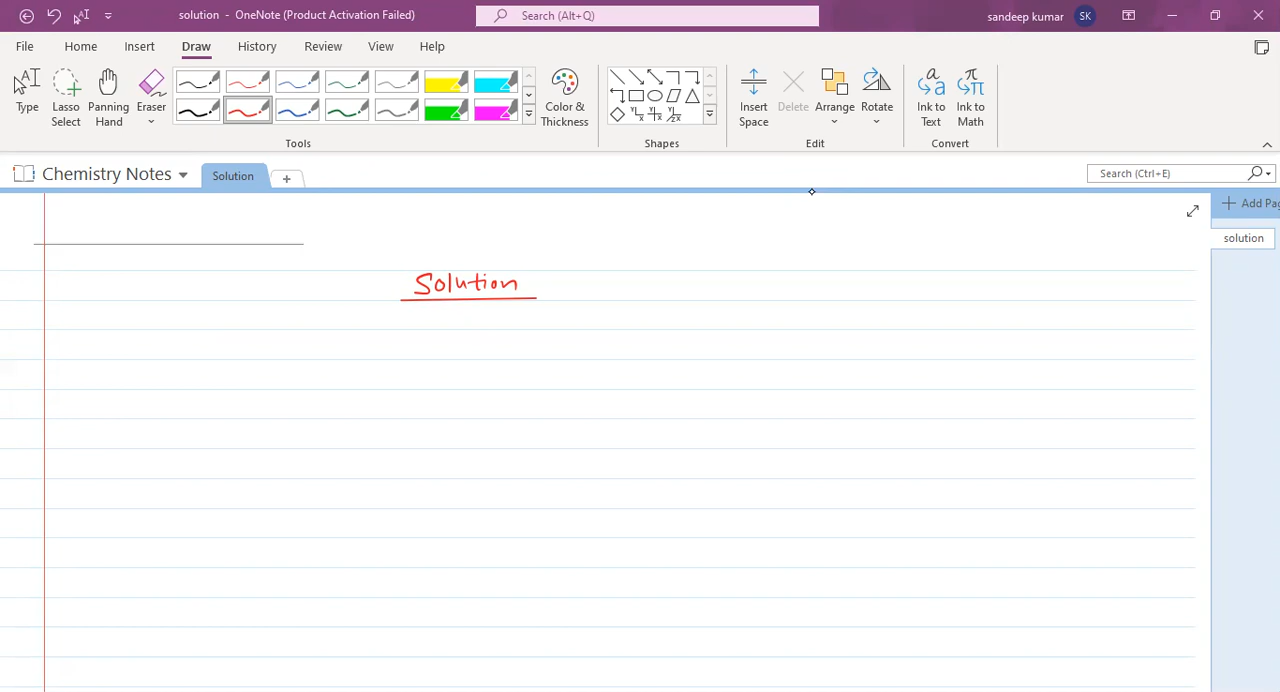 solution - OneNote (Product Activation Failed)
Search (Alt+Q)
sandeep kumar
SK
File Home Insert Draw History Review View Help
Type
Lasso Select
Panning Hand
Eraser
Color & Thickness
Insert Space
Delete
Arrange
Rotate
Ink to Text
Ink to Math
Tools
Shapes
Edit
Convert
Chemistry Notes
Solution
Search (Ctrl+E)
Add Pag
solution
Solution